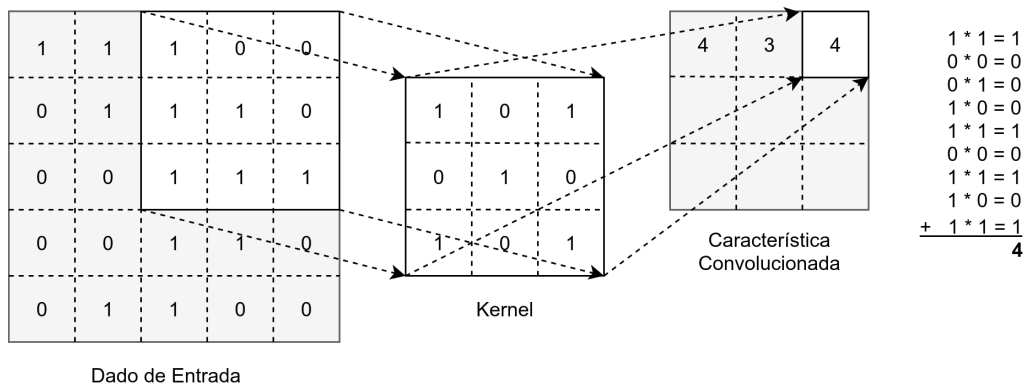 1 1 1 0 0
0 1 1 1 0
0 0 1 1 1
0 0 1 1 0
0 1 1 0 0
Dado de Entrada
1 0 1
0 1 0
1 0 1
Kernel
4 3 4
Característica
Convolucionada
1 * 1 = 1
0 * 0 = 0
0 * 1 = 0
1 * 0 = 0
1 * 1 = 1
0 * 0 = 0
1 * 1 = 1
1 * 0 = 0
+ 1 * 1 = 1
4